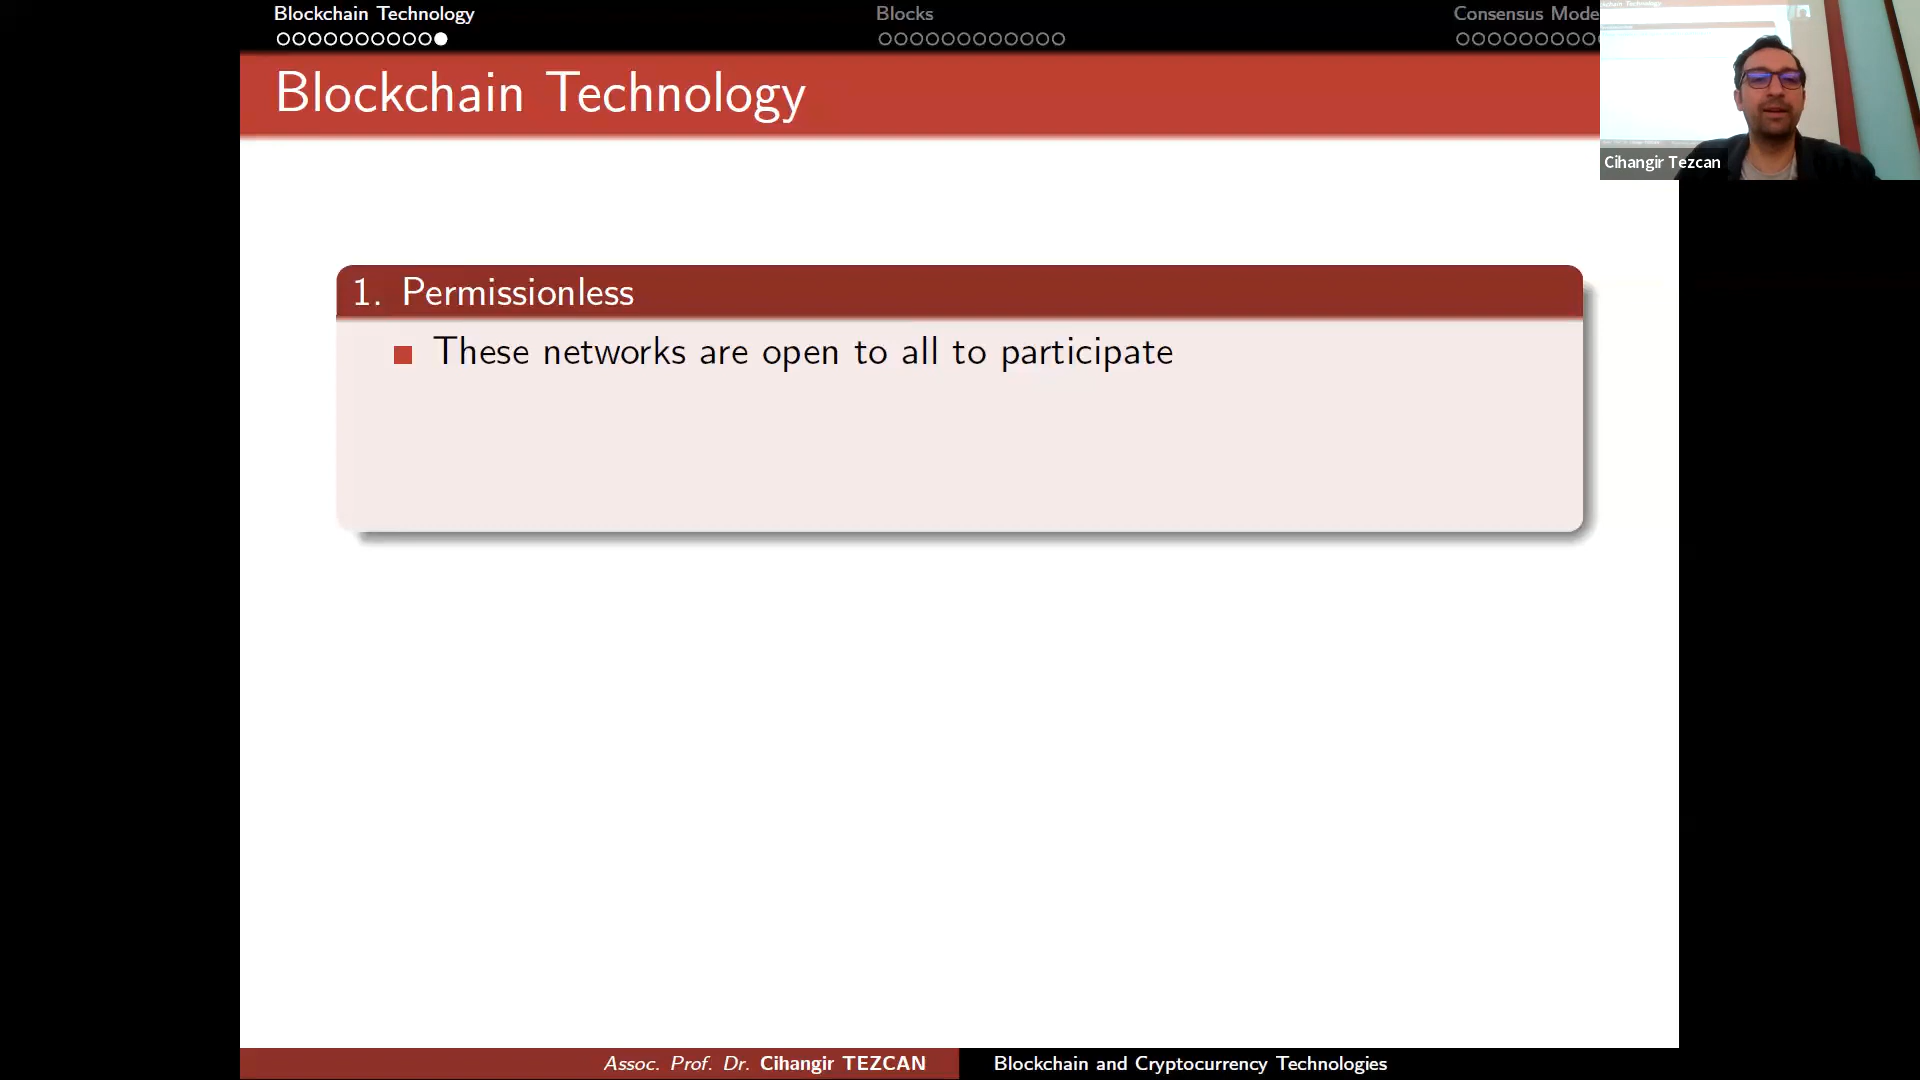 Blockchain Technology
Blocks
Consensus Mode
Blockchain Technology
Cihangir Tezcan
1. Permissionless
These networks are open to all to participate
Assoc. Prof. Dr. Cihangir TEZCAN
Blockchain and Cryptocurrency Technologies